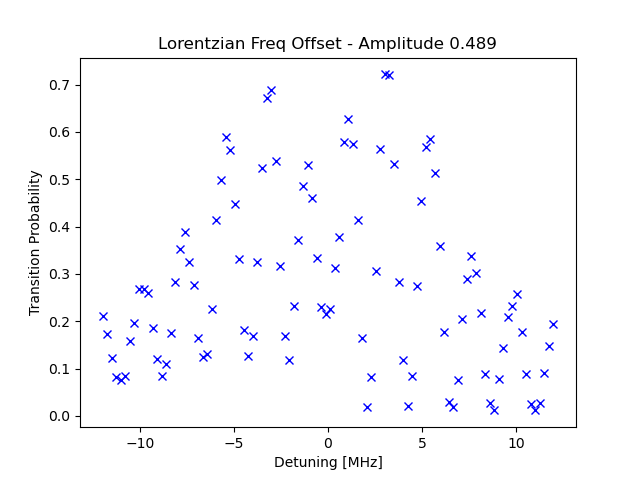 Lorentzian Freq Offset - Amplitude 0.489
Transition Probability
0.7
0.6
0.5
0.4
0.3
0.2
0.1
0.0
−10 −5 0 5 10
Detuning [MHz]